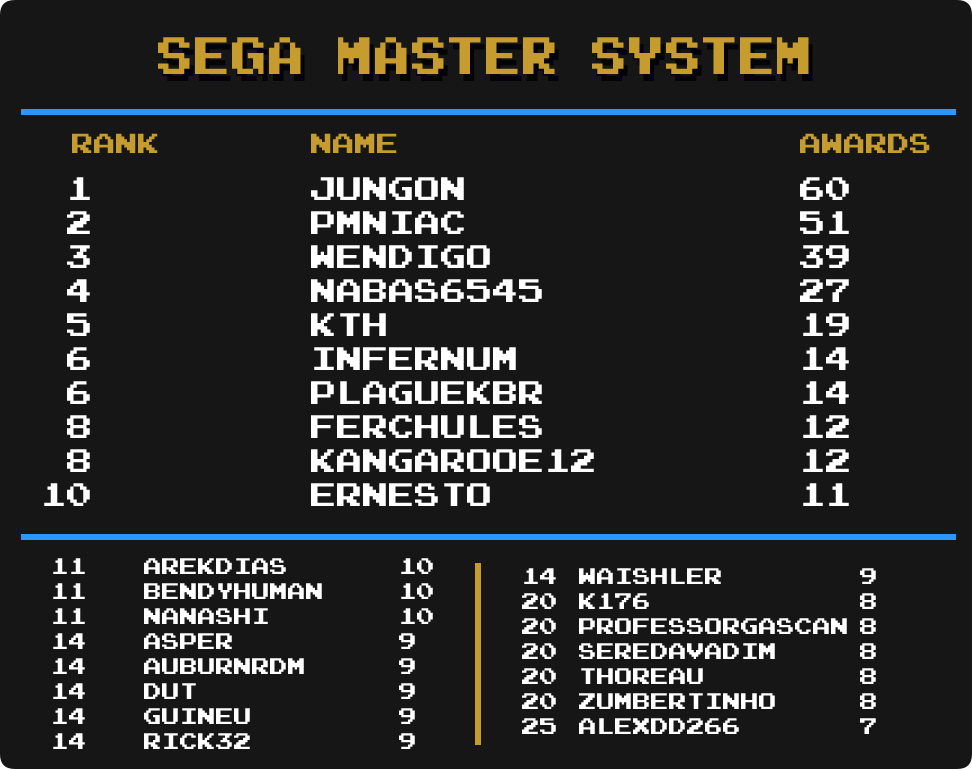 SEGA MASTER SYSTEM
RANK NAME AWARDS
1 JUNGON 60
2 PMNIAC 51
3 WENDIGO 39
4 NABAS6545 27
5 KTH 19
6 INFERNUM 14
6 PLAGUEKBR 14
8 FERCHULES 12
8 KANGAROOE12 12
10 ERNESTO 11
11 AREKDIAS 10
11 BENDYHUMAN 10
11 NANASHI 10
14 ASPER 9
14 AUBURNRDM 9
14 DUT 9
14 GUINEU 9
14 RICK32 9
14 WAISHLER 9
20 K176 8
20 PROFESSORGASCAN 8
20 SEREDAVADIM 8
20 THOREAU 8
20 ZUMBERTINHO 8
25 ALEXDD266 7